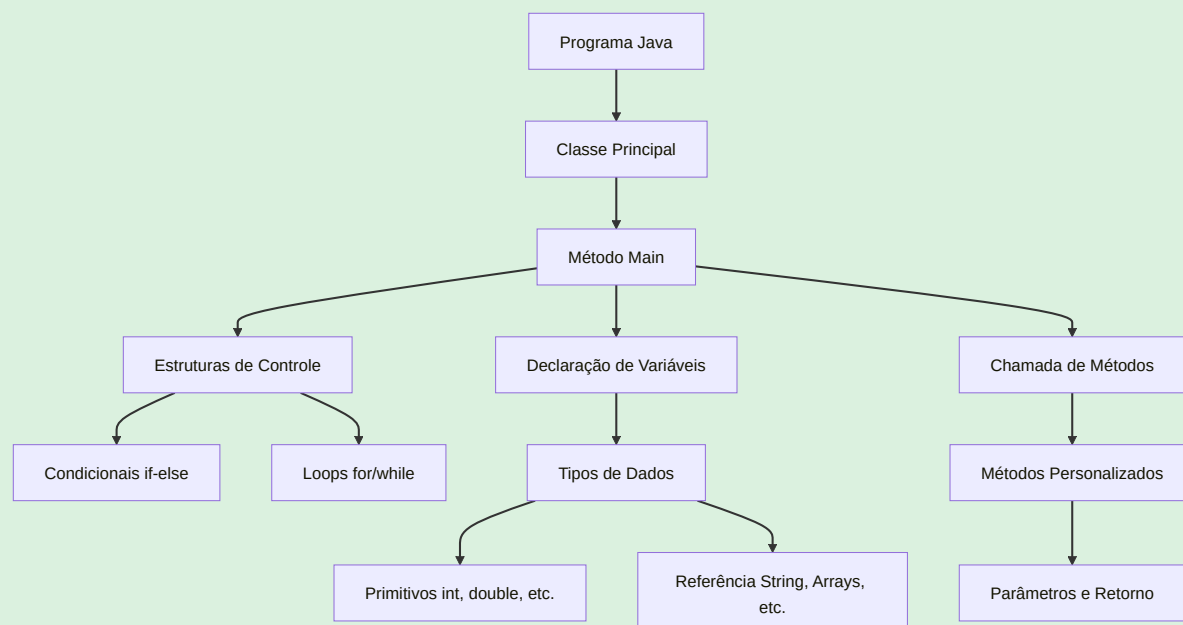 Programa Java
Classe Principal
Método Main
Estruturas de Controle
Declaração de Variáveis
Chamada de Métodos
Condicionais if-else
Loops for/while
Tipos de Dados
Métodos Personalizados
Primitivos int, double, etc.
Referência String, Arrays,
etc.
Parâmetros e Retorno